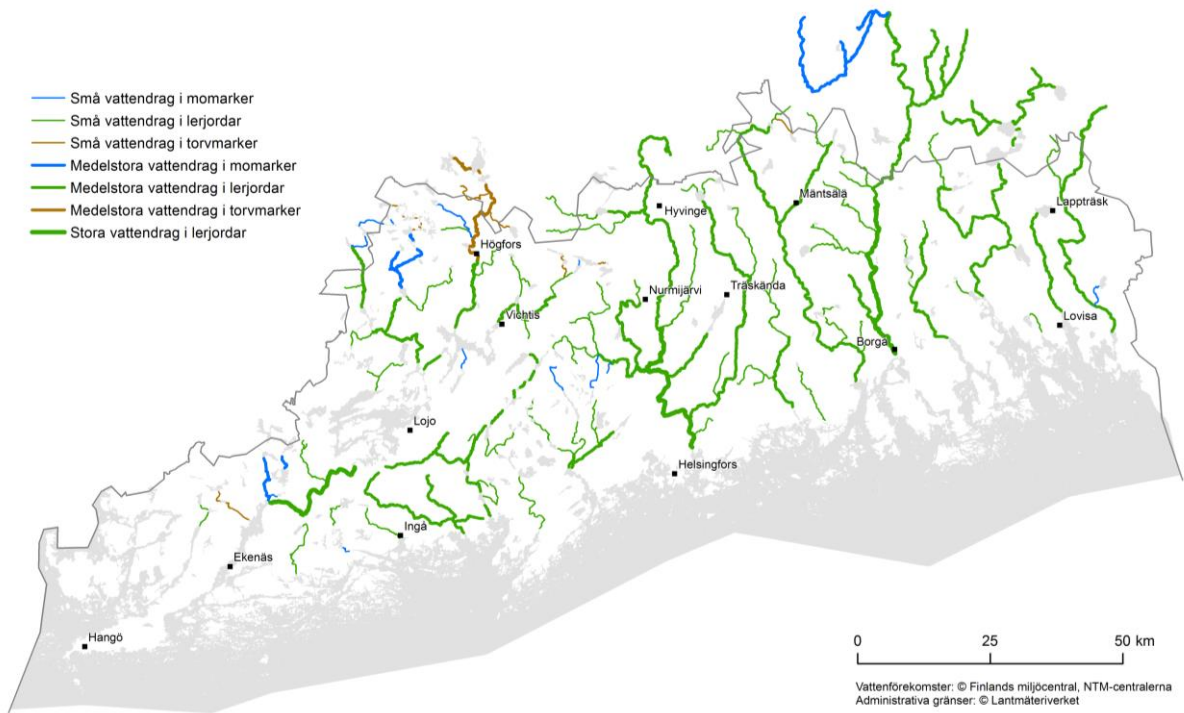 Små vattendrag i momarker
Små vattendrag i lerjordar
Små vattendrag i torvmarker
Medelstora vattendrag i momarker
Medelstora vattendrag i lerjordar
Medelstora vattendrag i torvmarker
Stora vattendrag i lerjordar
Mäntsälä
Hyvinge
Lappträsk
Högfors
Träskända
Nurmijärvi
Vichtis
Lovisa
Borgå
Lojo
Helsingfors
Ingå
Ekenäs
Hangö
0 25 50 km
Vattenförekomster: © Finlands miljöcentral, NTM-centralerna
Administrativa gränser: © Lantmäteriverket